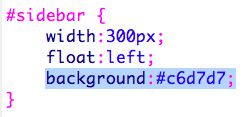 #sidebar {
width:300px;
float:left;
background:#c6d7d7;
}